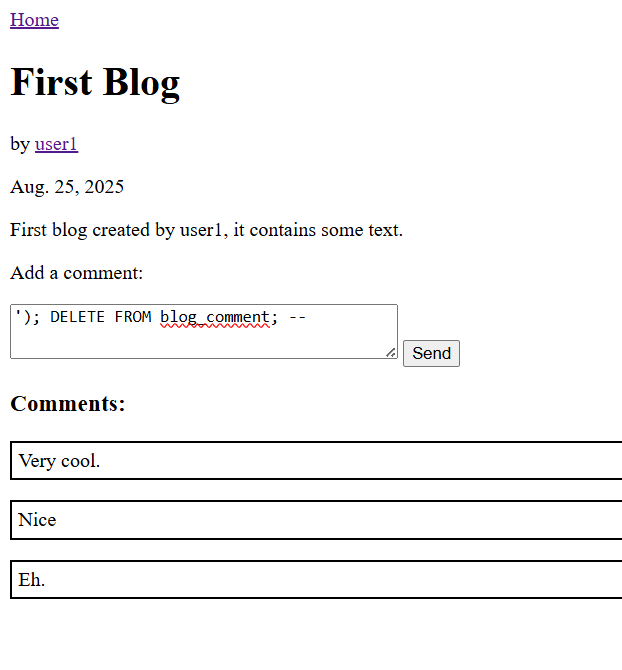 Home
First Blog
by user1
Aug. 25, 2025
First blog created by user1, it contains some text.
Add a comment:
'); DELETE FROM blog_comment; --
Send
Comments:
Very cool.
Nice
Eh.